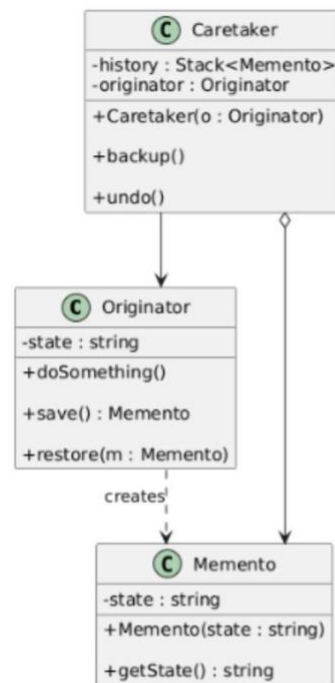 C Caretaker
-history : Stack<Memento>
-originator : Originator
+Caretaker(o : Originator)
+backup()
+undo()
C Originator
-state : string
+doSomething()
+save() : Memento
+restore(m : Memento)
creates
C Memento
-state : string
+Memento(state : string)
+getState() : string